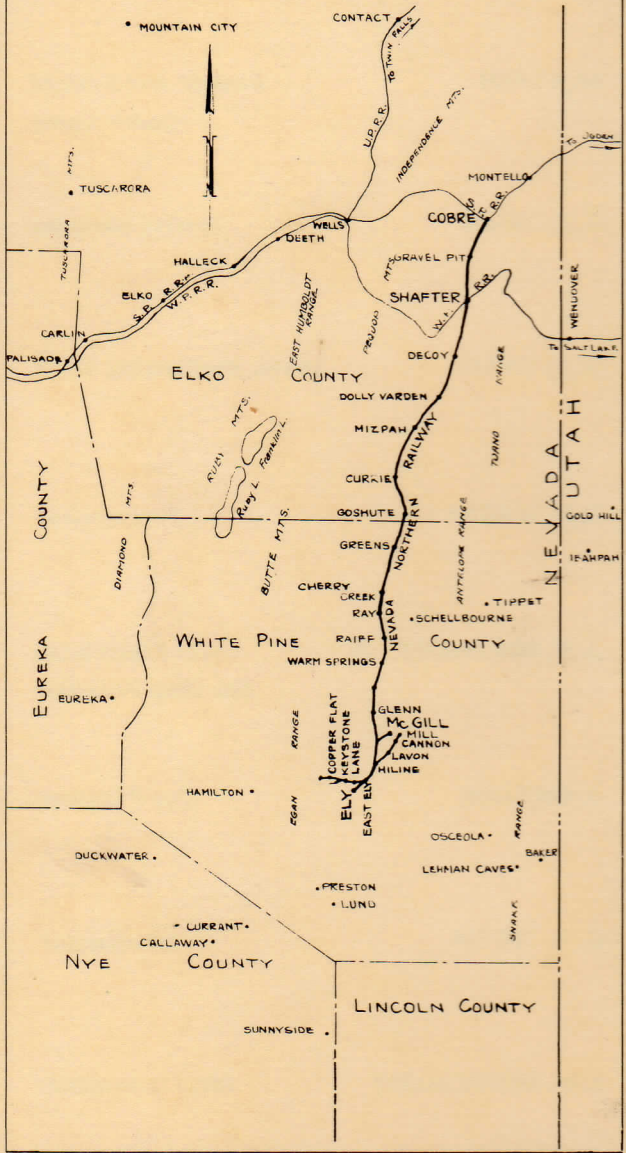 MOUNTAIN CITY
CONTACT
TO TWIN FALLS
U.P.R.R.
INDEPENDENCE MTS.
TO OGDEN
MONTELLO
TUSCARORA
TUSCARORA MTS.
WELLS
COBRE
S.P. R.R.
DEETH
HALLECK
GRAVEL PIT
PEQUOP MTS.
SHAFTER
W.P. R.R.
WENDOVER
TO SALT LAKE
ELKO
S.P. R.R.
W.P.R.R.
EAST HUMBOLDT
RANGE
CARLIN
PALISADE
DECOY
ELKO COUNTY
DOLLY VARDEN
TOANO RANGE
MIZPAH
RUBY MTS.
Franklin L.
Ruby L.
NEVADA
UTAH
CURRIE
GOSHUTE
GOLD HILL
NEVADA NORTHERN RAILWAY
GREENS
IBAPAH
DIAMOND MTS.
BUTTE MTS.
ANTELOPE RANGE
CHERRY
CREEK
TIPPET
RAY
SCHELLBOURNE
RAIFF
WHITE PINE COUNTY
WARM SPRINGS
EUREKA COUNTY
EUREKA
GLENN
MCGILL
MILL
CANNON
LAVON
HILINE
COPPER FLAT
KEYSTONE
LANE
ELY
EAST ELY
EGAN RANGE
HAMILTON
OSCEOLA
BAKER
LEHMAN CAVES
SNAKE RANGE
DUCKWATER
PRESTON
LUND
CURRANT
CALLAWAY
NYE COUNTY
LINCOLN COUNTY
SUNNYSIDE